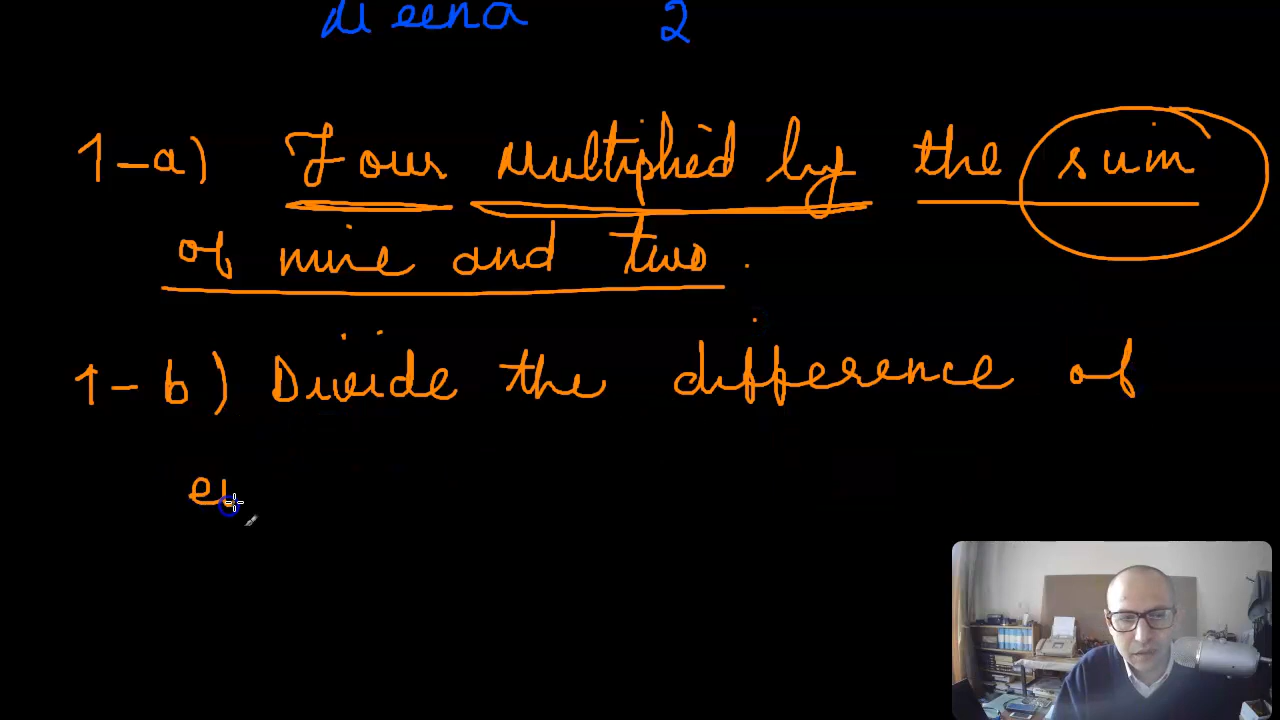 2
1-a) Four Multiplied by the sum
of nine and two.
1-b) Divide the difference of